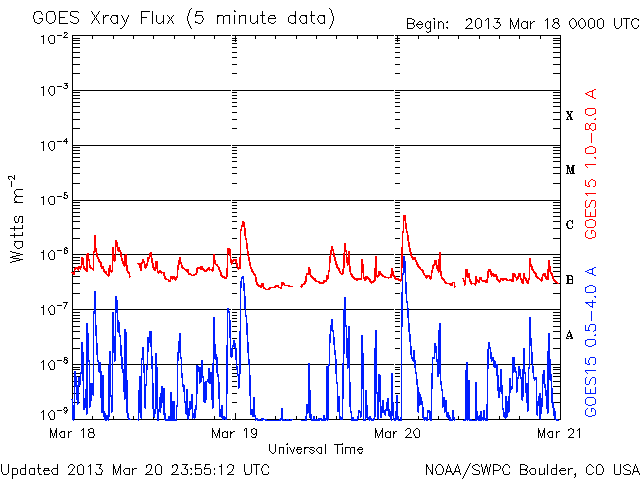 GOES Xray Flux (5 minute data)
Begin: 2013 Mar 18 0000 UTC
10⁻²
10⁻³
10⁻⁴
10⁻⁵
10⁻⁶
10⁻⁷
10⁻⁸
10⁻⁹
Watts m⁻²
X
M
C
B
A
GOES15 1.0-8.0 A
GOES15 0.5-4.0 A
Mar 18
Mar 19
Mar 20
Mar 21
Universal Time
Updated 2013 Mar 20 23:55:12 UTC
NOAA/SWPC Boulder, CO USA